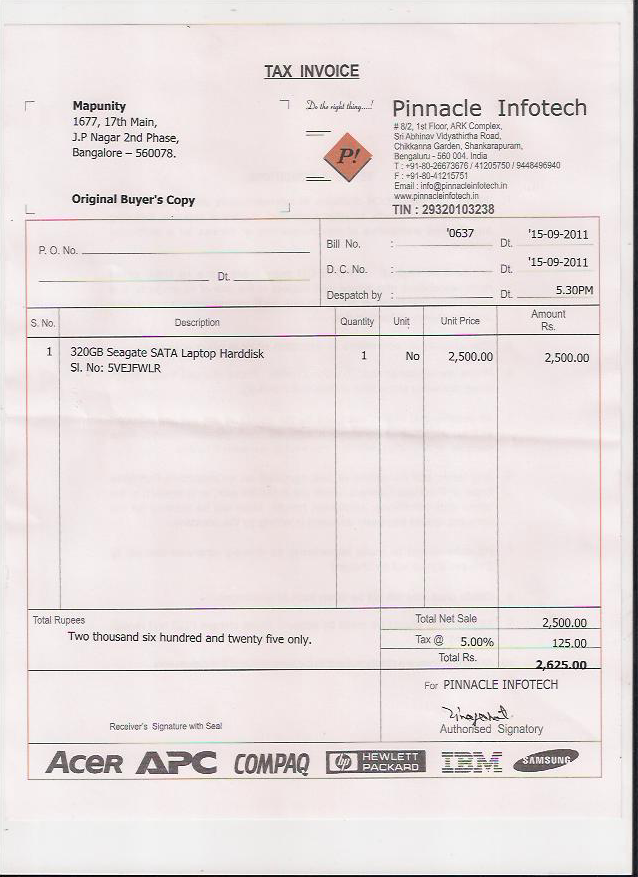 TAX INVOICE
Mapunity
1677, 17th Main,
J.P Nagar 2nd Phase,
Bangalore – 560078.
Original Buyer's Copy
Do the right thing....!
P!
Pinnacle Infotech
# 8/2, 1st Floor, ARK Complex,
Sri Abhinav Vidyathirtha Road,
Chikkanna Garden, Shankarapuram,
Bengaluru - 560 004. India
T : +91-80-26673676 / 41205750 / 9448496940
F : +91-80-41215751
Email : info@pinnacleinfotech.in
www.pinnacleinfotech.in
TIN : 29320103238
P. O. No.
Dt.
Bill No. : '0637 Dt. '15-09-2011
D. C. No. : Dt. '15-09-2011
Despatch by : Dt. 5.30PM
S. No. Description Quantity Unit Unit Price Amount Rs.
1 320GB Seagate SATA Laptop Harddisk 1 No 2,500.00 2,500.00
Sl. No: 5VEJFWLR
Total Rupees
Two thousand six hundred and twenty five only.
Total Net Sale 2,500.00
Tax @ 5.00% 125.00
Total Rs. 2,625.00
For PINNACLE INFOTECH
Receiver's Signature with Seal
Authorised Signatory
Acer APC COMPAQ hp HEWLETT PACKARD IBM SAMSUNG